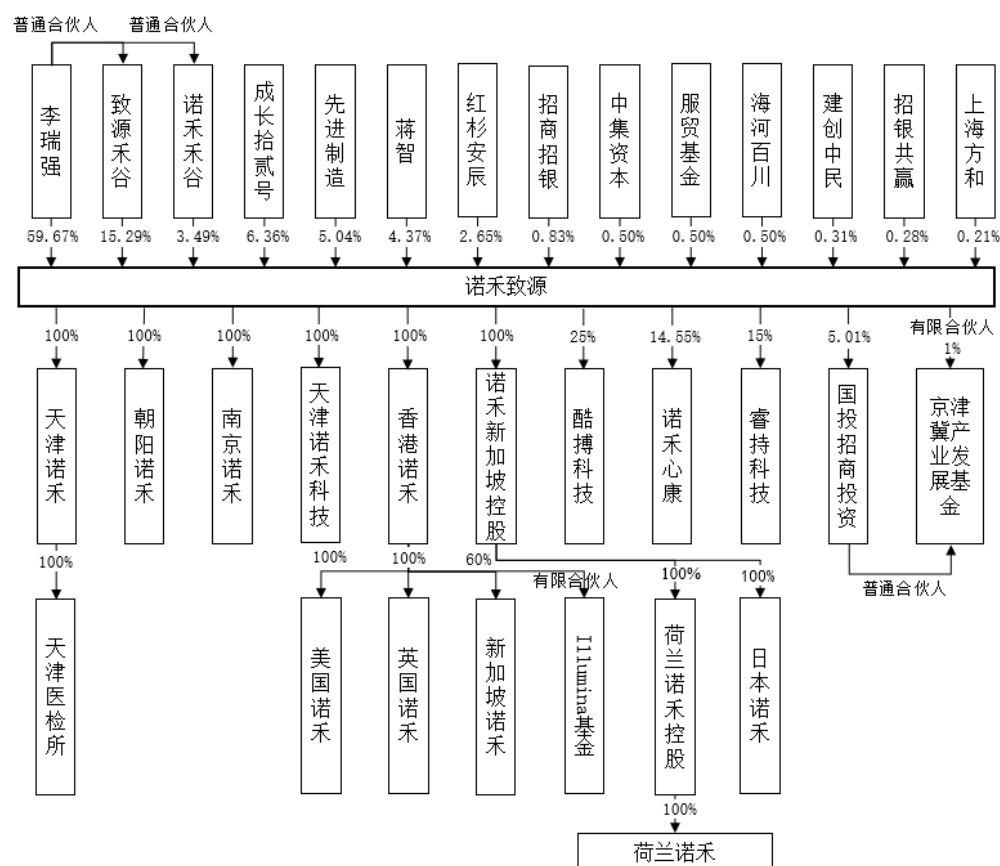 普通合伙人 普通合伙人
李瑞强
致源禾谷
诺禾禾谷
成长拾贰号
先进制造
蒋智
红杉安辰
招商招银
中集资本
服贸基金
海河百川
建创中民
招银共赢
上海方和
59.67% 15.29% 3.49% 6.36% 5.04% 4.37% 2.65% 0.83% 0.50% 0.50% 0.50% 0.31% 0.28% 0.21%
诺禾致源
有限合伙人
100% 100% 100% 100% 100% 100% 25% 14.55% 15% 5.01% 1%
天津诺禾
朝阳诺禾
南京诺禾
天津诺禾科技
香港诺禾
诺禾新加坡控股
酷搏科技
诺禾心康
睿持科技
国投招商投资
京津冀产业发展基金
100% 100% 100% 60% 有限合伙人 100% 100% 普通合伙人
天津医检所
美国诺禾
英国诺禾
新加坡诺禾
Illumina基金
荷兰诺禾控股
日本诺禾
100%
荷兰诺禾